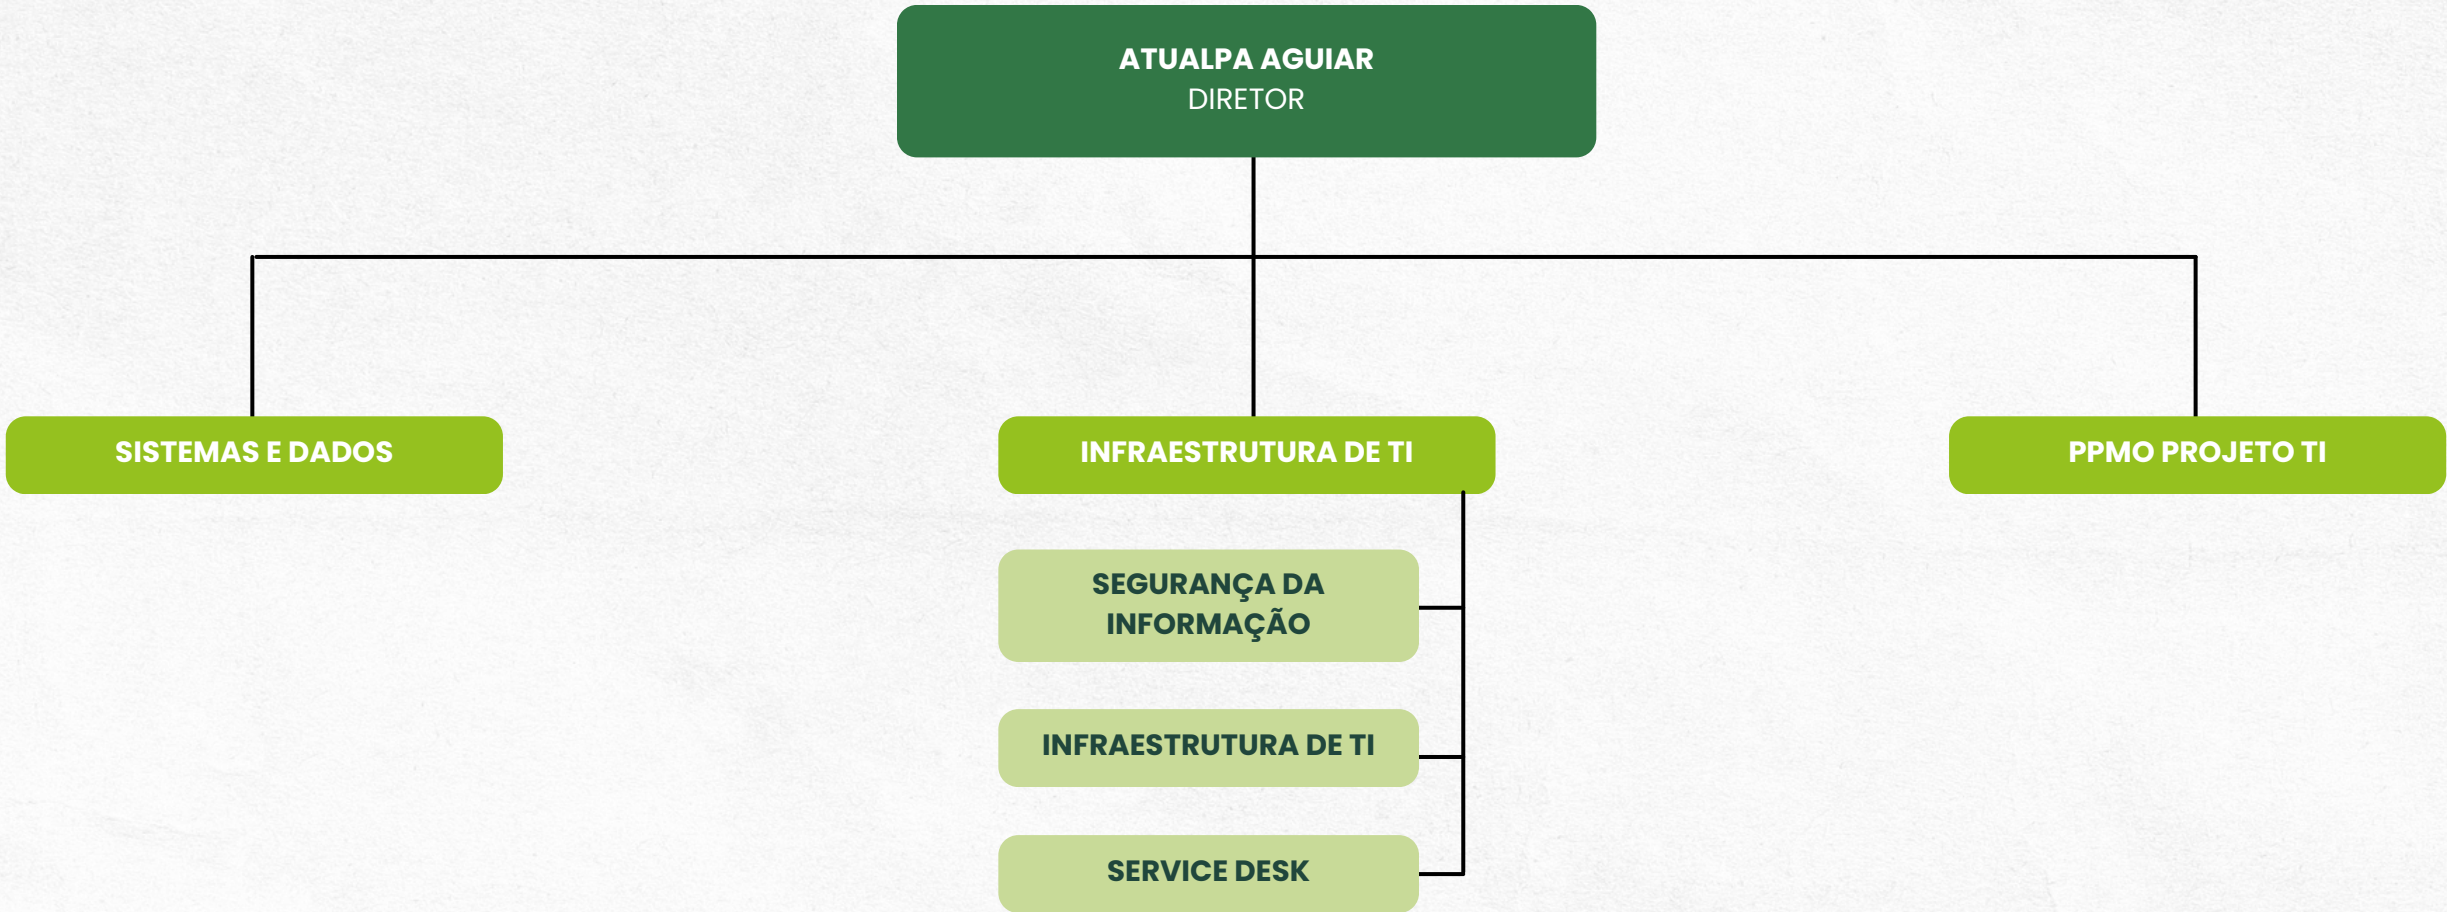 ATUALPA AGUIAR
DIRETOR
SISTEMAS E DADOS
INFRAESTRUTURA DE TI
PPMO PROJETO TI
SEGURANÇA DA
INFORMAÇÃO
INFRAESTRUTURA DE TI
SERVICE DESK